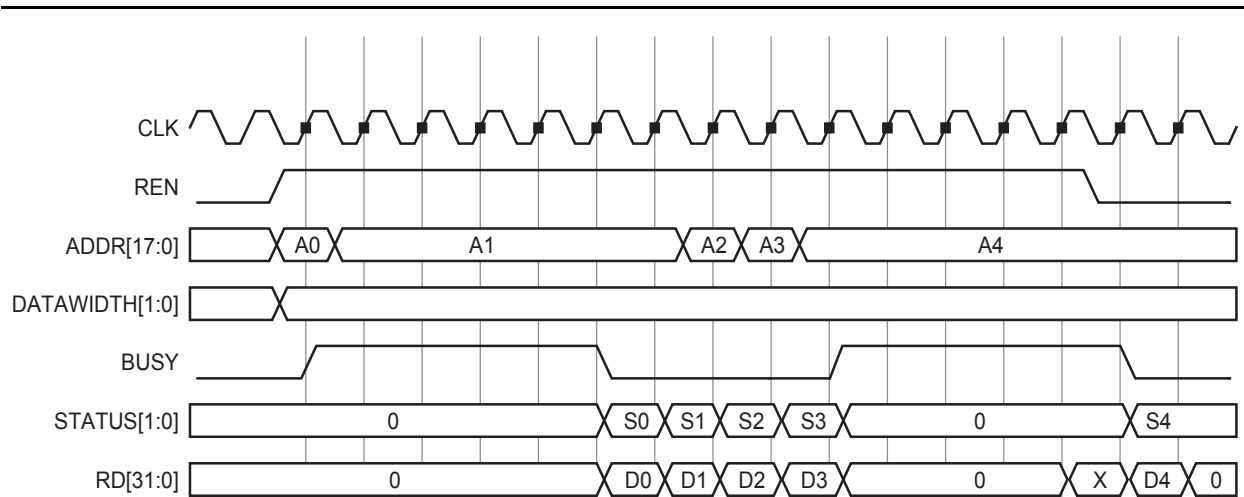 CLK
REN
ADDR[17:0] A0 A1 A2 A3 A4
DATAWIDTH[1:0]
BUSY
STATUS[1:0] 0 S0 S1 S2 S3 0 S4
RD[31:0] 0 D0 D1 D2 D3 0 X D4 0